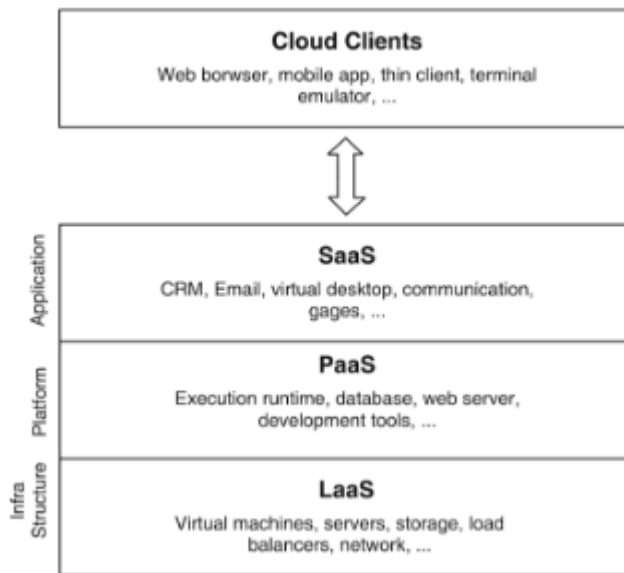 Cloud Clients
Web borwser, mobile app, thin client, terminal
emulator, ...
Application
SaaS
CRM, Email, virtual desktop, communication,
gages, ...
Platform
PaaS
Execution runtime, database, web server,
development tools, ...
Infra
Structure
LaaS
Virtual machines, servers, storage, load
balancers, network, ...